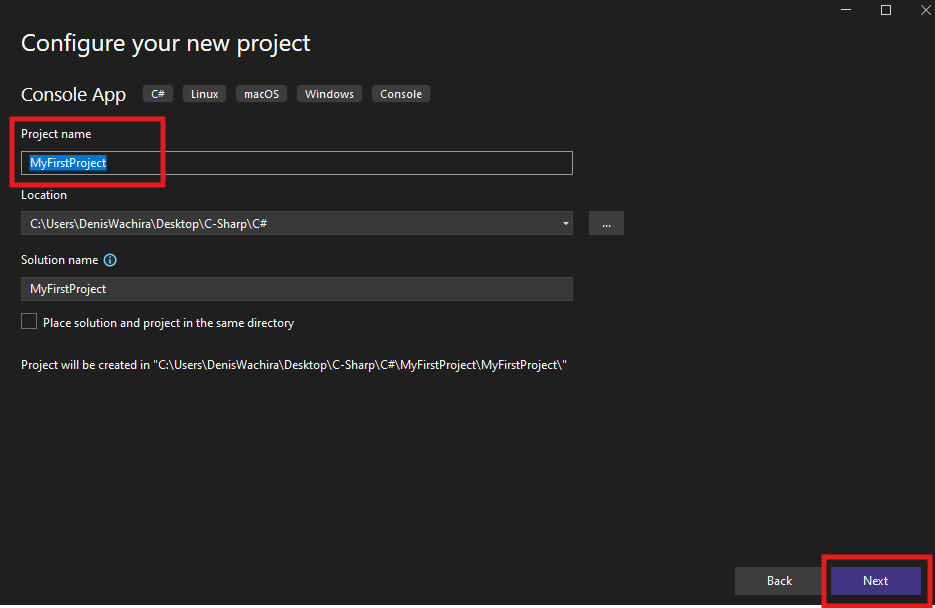 Configure your new project
Console App C# Linux macOS Windows Console
Project name
MyFirstProject
Location
C:\Users\DenisWachira\Desktop\C-Sharp\C#
...
Solution name
MyFirstProject
Place solution and project in the same directory
Project will be created in "C:\Users\DenisWachira\Desktop\C-Sharp\C#\MyFirstProject\MyFirstProject\"
Back Next